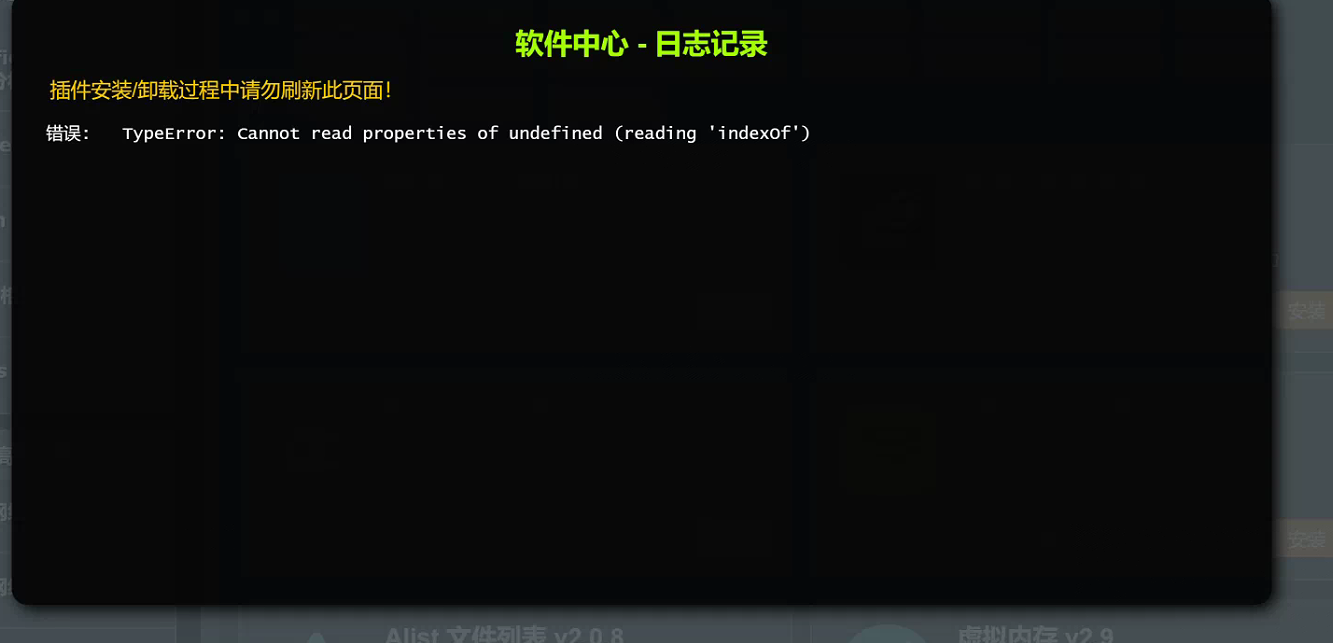 软件中心 - 日志记录
插件安装/卸载过程中请勿刷新此页面！
错误： TypeError: Cannot read properties of undefined (reading 'indexOf')
安装
安装
Alist 文件列表 v2.0.8
虚拟内存 v2.9